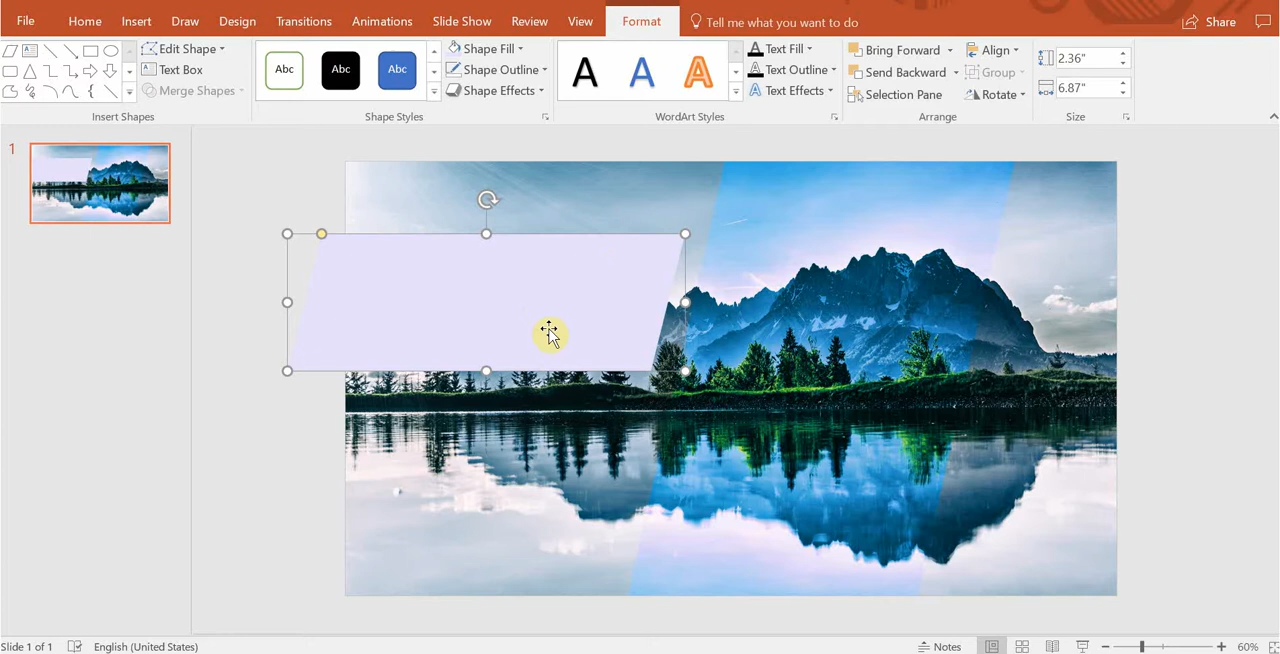 File Home Insert Draw Design Transitions Animations Slide Show Review View Format Tell me what you want to do Share
Edit Shape
Text Box
Merge Shapes
Insert Shapes
Abc Abc Abc
Shape Fill
Shape Outline
Shape Effects
Shape Styles
A A A
Text Fill
Text Outline
Text Effects
WordArt Styles
Bring Forward
Send Backward
Selection Pane
Align
Group
Rotate
Arrange
2.36"
6.87"
Size
1
Slide 1 of 1 English (United States) Notes 60%